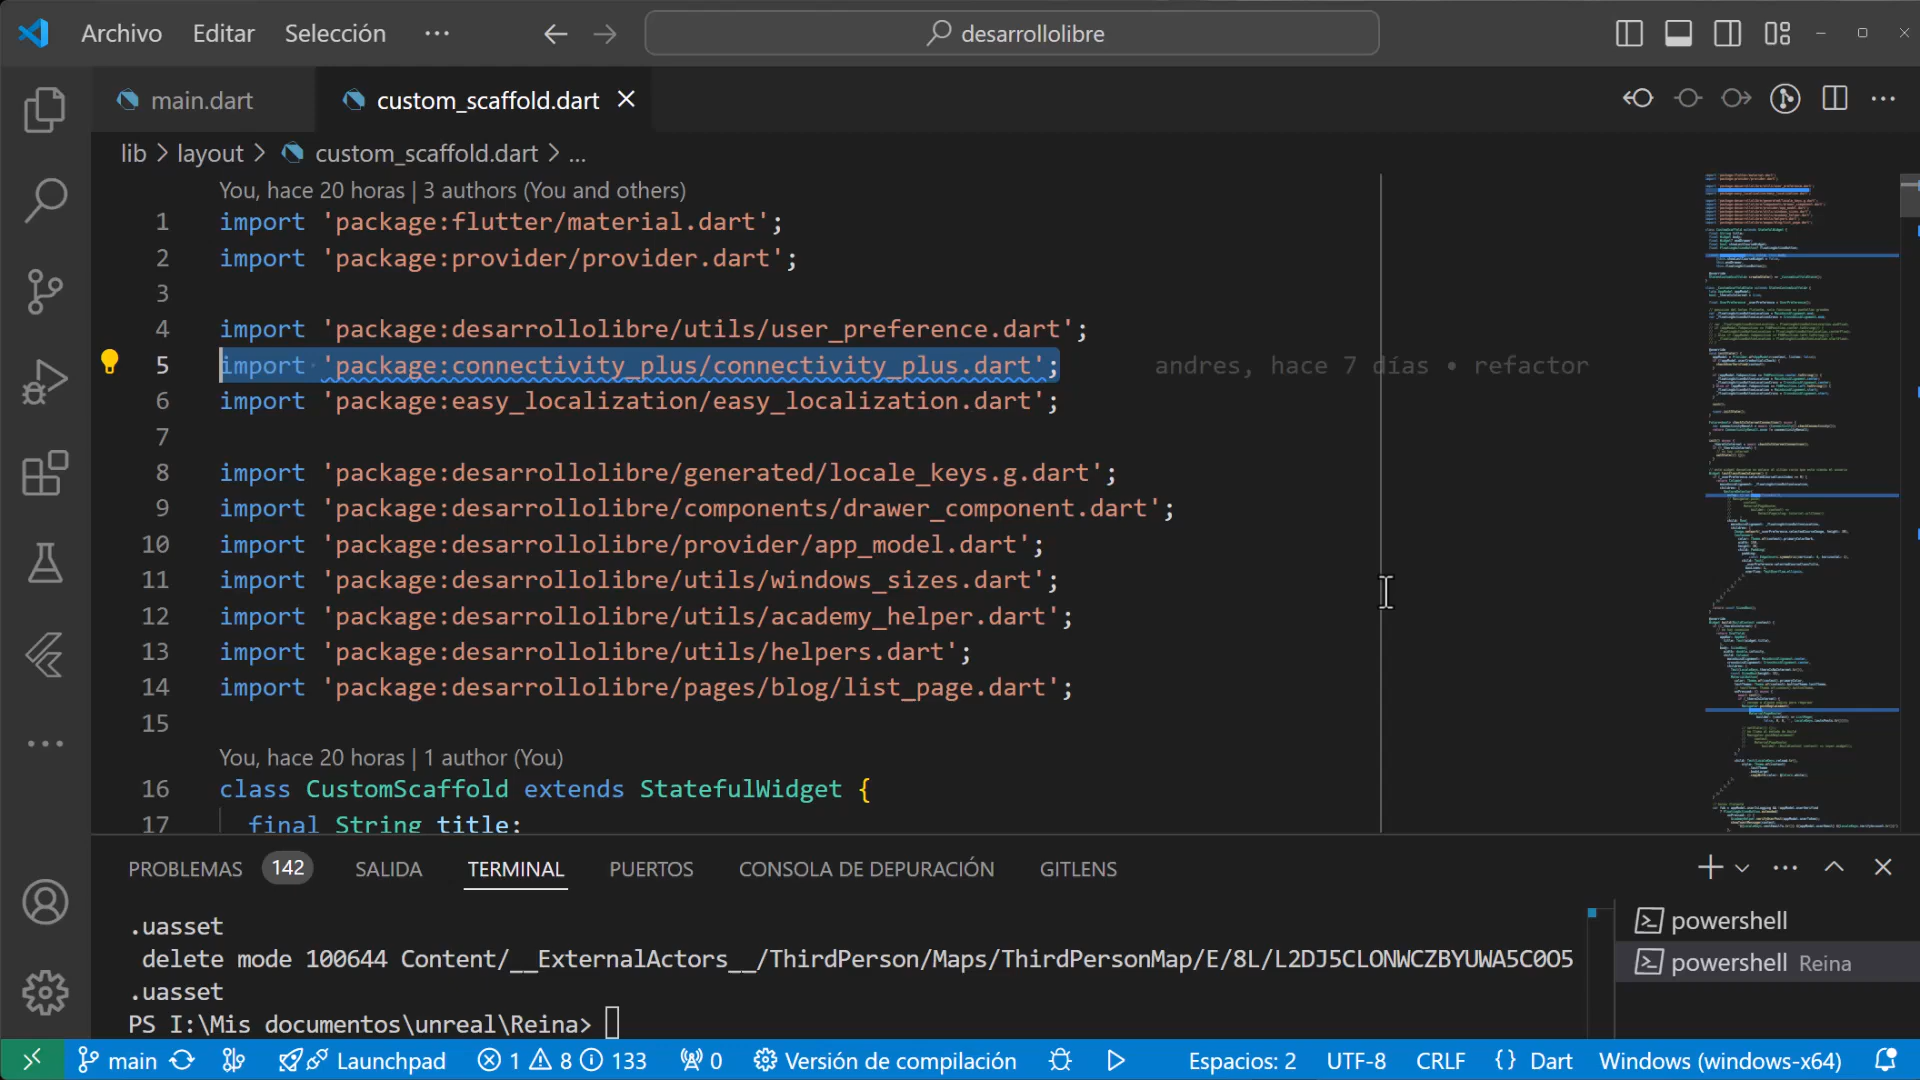 Archivo Editar Selección ··· desarrollolibre
main.dart custom_scaffold.dart
lib > layout > custom_scaffold.dart > ...
You, hace 20 horas | 3 authors (You and others)
1 import 'package:flutter/material.dart';
2 import 'package:provider/provider.dart';
3
4 import 'package:desarrollolibre/utils/user_preference.dart';
5 import 'package:connectivity_plus/connectivity_plus.dart'; andres, hace 7 días • refactor
6 import 'package:easy_localization/easy_localization.dart';
7
8 import 'package:desarrollolibre/generated/locale_keys.g.dart';
9 import 'package:desarrollolibre/components/drawer_component.dart';
10 import 'package:desarrollolibre/provider/app_model.dart';
11 import 'package:desarrollolibre/utils/windows_sizes.dart';
12 import 'package:desarrollolibre/utils/academy_helper.dart';
13 import 'package:desarrollolibre/utils/helpers.dart';
14 import 'package:desarrollolibre/pages/blog/list_page.dart';
15
You, hace 20 horas | 1 author (You)
16 class CustomScaffold extends StatefulWidget {
17 final String title;
PROBLEMAS 142 SALIDA TERMINAL PUERTOS CONSOLA DE DEPURACIÓN GITLENS
.uasset
delete mode 100644 Content/__ExternalActors__/ThirdPerson/Maps/ThirdPersonMap/E/8L/L2DJ5CLONWCZBYUWA5C0O5
.uasset
PS I:\Mis documentos\unreal\Reina>
powershell
powershell Reina
main Launchpad 1 8 133 0 Versión de compilación Espacios: 2 UTF-8 CRLF {} Dart Windows (windows-x64)